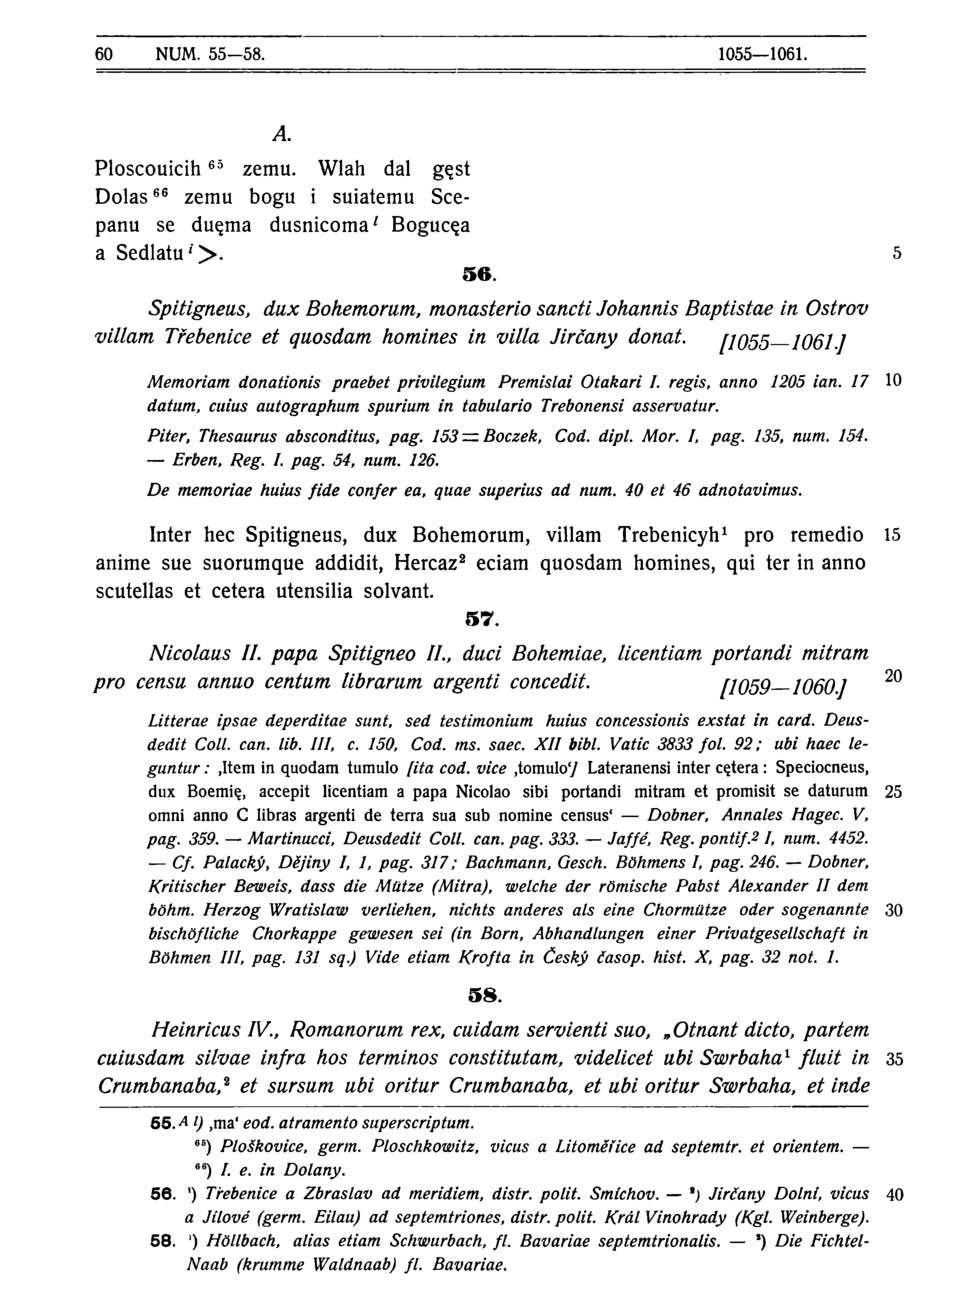 60 NUM. 55—58. 1055—1061.
A.
Ploscouicih ⁶⁵ zemu. Wlah dal gęst
Dolas ⁶⁶ zemu bogu i suiatemu Sce-
panu se duęma dusnicoma ˡ Bogucęa
a Sedlatu ⁱ >. 5
56.
Spitigneus, dux Bohemorum, monasterio sancti Johannis Baptistae in Ostrov
villam Třebenice et quosdam homines in villa Jirčany donat. [1055—1061.]
Memoriam donationis praebet privilegium Premislai Otakari I. regis, anno 1205 ian. 17 10
datum, cuius autographum spurium in tabulario Trebonensi asservatur.
Piter, Thesaurus absconditus, pag. 153 = Boczek, Cod. dipl. Mor. I, pag. 135, num. 154.
— Erben, Reg. I. pag. 54, num. 126.
De memoriae huius fide confer ea, quae superius ad num. 40 et 46 adnotavimus.
Inter hec Spitigneus, dux Bohemorum, villam Trebenicyh¹ pro remedio 15
anime sue suorumque addidit, Hercaz² eciam quosdam homines, qui ter in anno
scutellas et cetera utensilia solvant.
57.
Nicolaus II. papa Spitigneo II., duci Bohemiae, licentiam portandi mitram
pro censu annuo centum librarum argenti concedit. [1059—1060.] 20
Litterae ipsae deperditae sunt, sed testimonium huius concessionis exstat in card. Deus-
dedit Coll. can. lib. III, c. 150, Cod. ms. saec. XII bibl. Vatic 3833 fol. 92; ubi haec le-
guntur: ‚Item in quodam tumulo [ita cod. vice ‚tomulo‘] Lateranensi inter cętera: Speciocneus,
dux Boemię, accepit licentiam a papa Nicolao sibi portandi mitram et promisit se daturum 25
omni anno C libras argenti de terra sua sub nomine census‘ — Dobner, Annales Hagec. V,
pag. 359. — Martinucci, Deusdedit Coll. can. pag. 333. — Jaffé, Reg. pontif.² I, num. 4452.
— Cf. Palacký, Dějiny I, 1, pag. 317; Bachmann, Gesch. Böhmens I, pag. 246. — Dobner,
Kritischer Beweis, dass die Mütze (Mitra), welche der römische Pabst Alexander II dem
böhm. Herzog Wratislaw verliehen, nichts anderes als eine Chormütze oder sogenannte 30
bischöfliche Chorkappe gewesen sei (in Born, Abhandlungen einer Privatgesellschaft in
Böhmen III, pag. 131 sq.) Vide etiam Krofta in Český časop. hist. X, pag. 32 not. 1.
58.
Heinricus IV., Romanorum rex, cuidam servienti suo, „Otnant dicto, partem
cuiusdam silvae infra hos terminos constitutam, videlicet ubi Swrbaha¹ fluit in 35
Crumbanaba,² et sursum ubi oritur Crumbanaba, et ubi oritur Swrbaha, et inde
55. A l) ‚ma‘ eod. atramento superscriptum.
⁶⁵) Ploškovice, germ. Ploschkowitz, vicus a Litoměřice ad septemtr. et orientem. —
⁶⁶) I. e. in Dolany.
56. ¹) Třebenice a Zbraslav ad meridiem, distr. polit. Smíchov. — ²) Jirčany Dolní, vicus 40
a Jílové (germ. Eilau) ad septemtriones, distr. polit. Král Vinohrady (Kgl. Weinberge).
58. ¹) Höllbach, alias etiam Schwurbach, fl. Bavariae septemtrionalis. — ²) Die Fichtel-
Naab (krumme Waldnaab) fl. Bavariae.